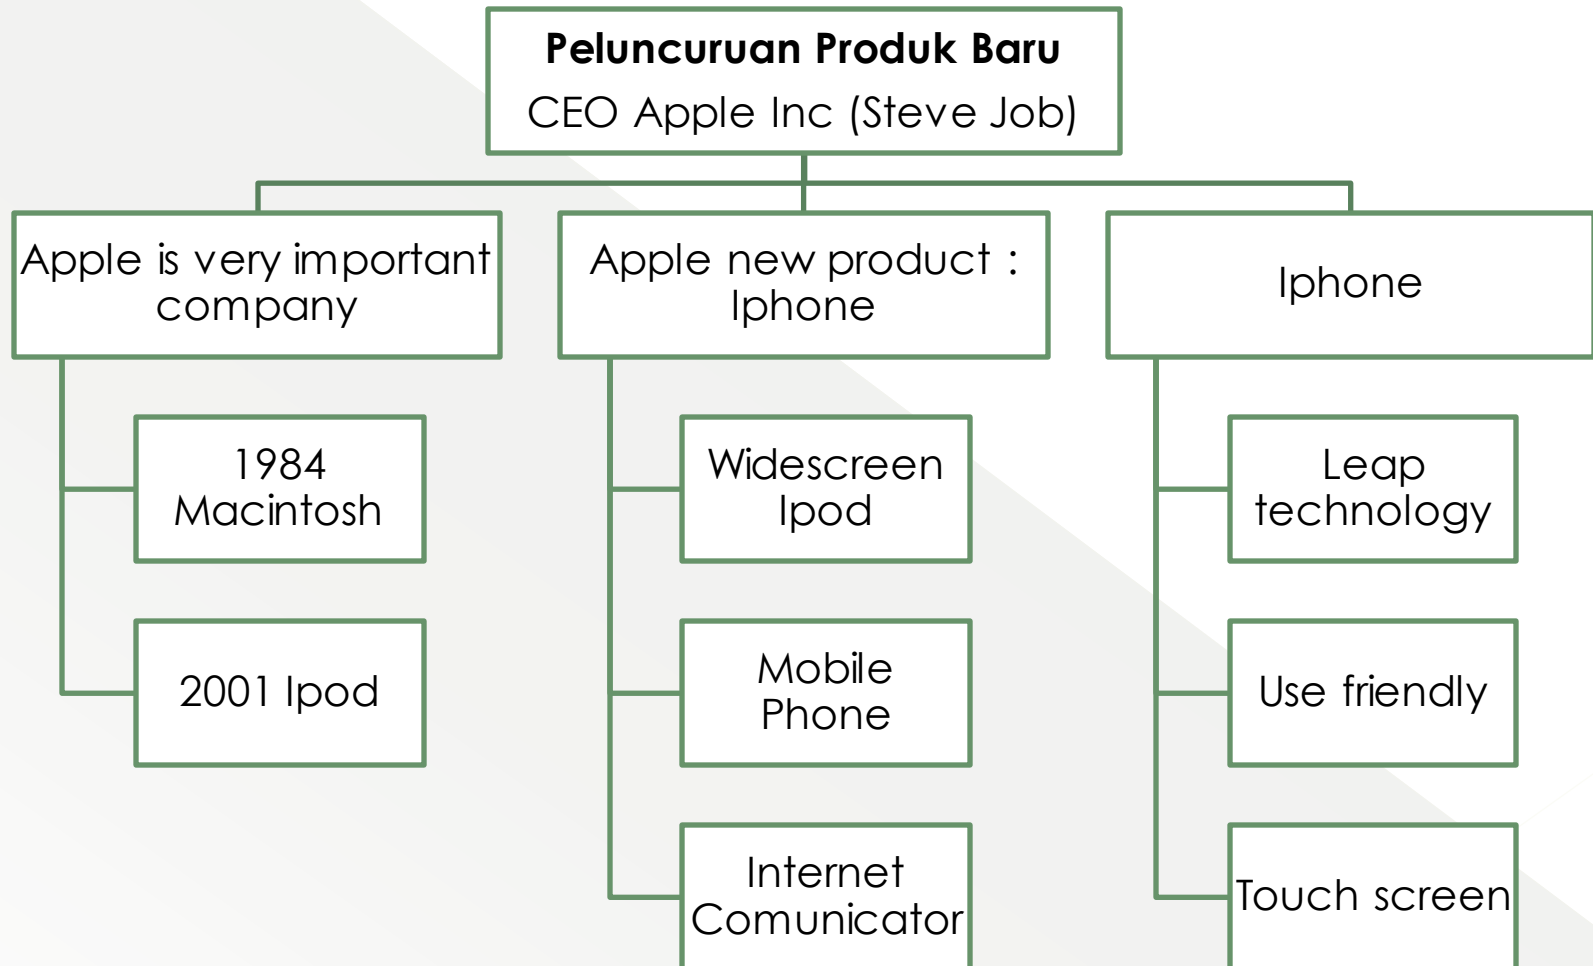 Peluncuruan Produk Baru
CEO Apple Inc (Steve Job)
Apple is very important
company
1984
Macintosh
2001 Ipod
Apple new product :
Iphone
Widescreen
Ipod
Mobile
Phone
Internet
Comunicator
Iphone
Leap
technology
Use friendly
Touch screen